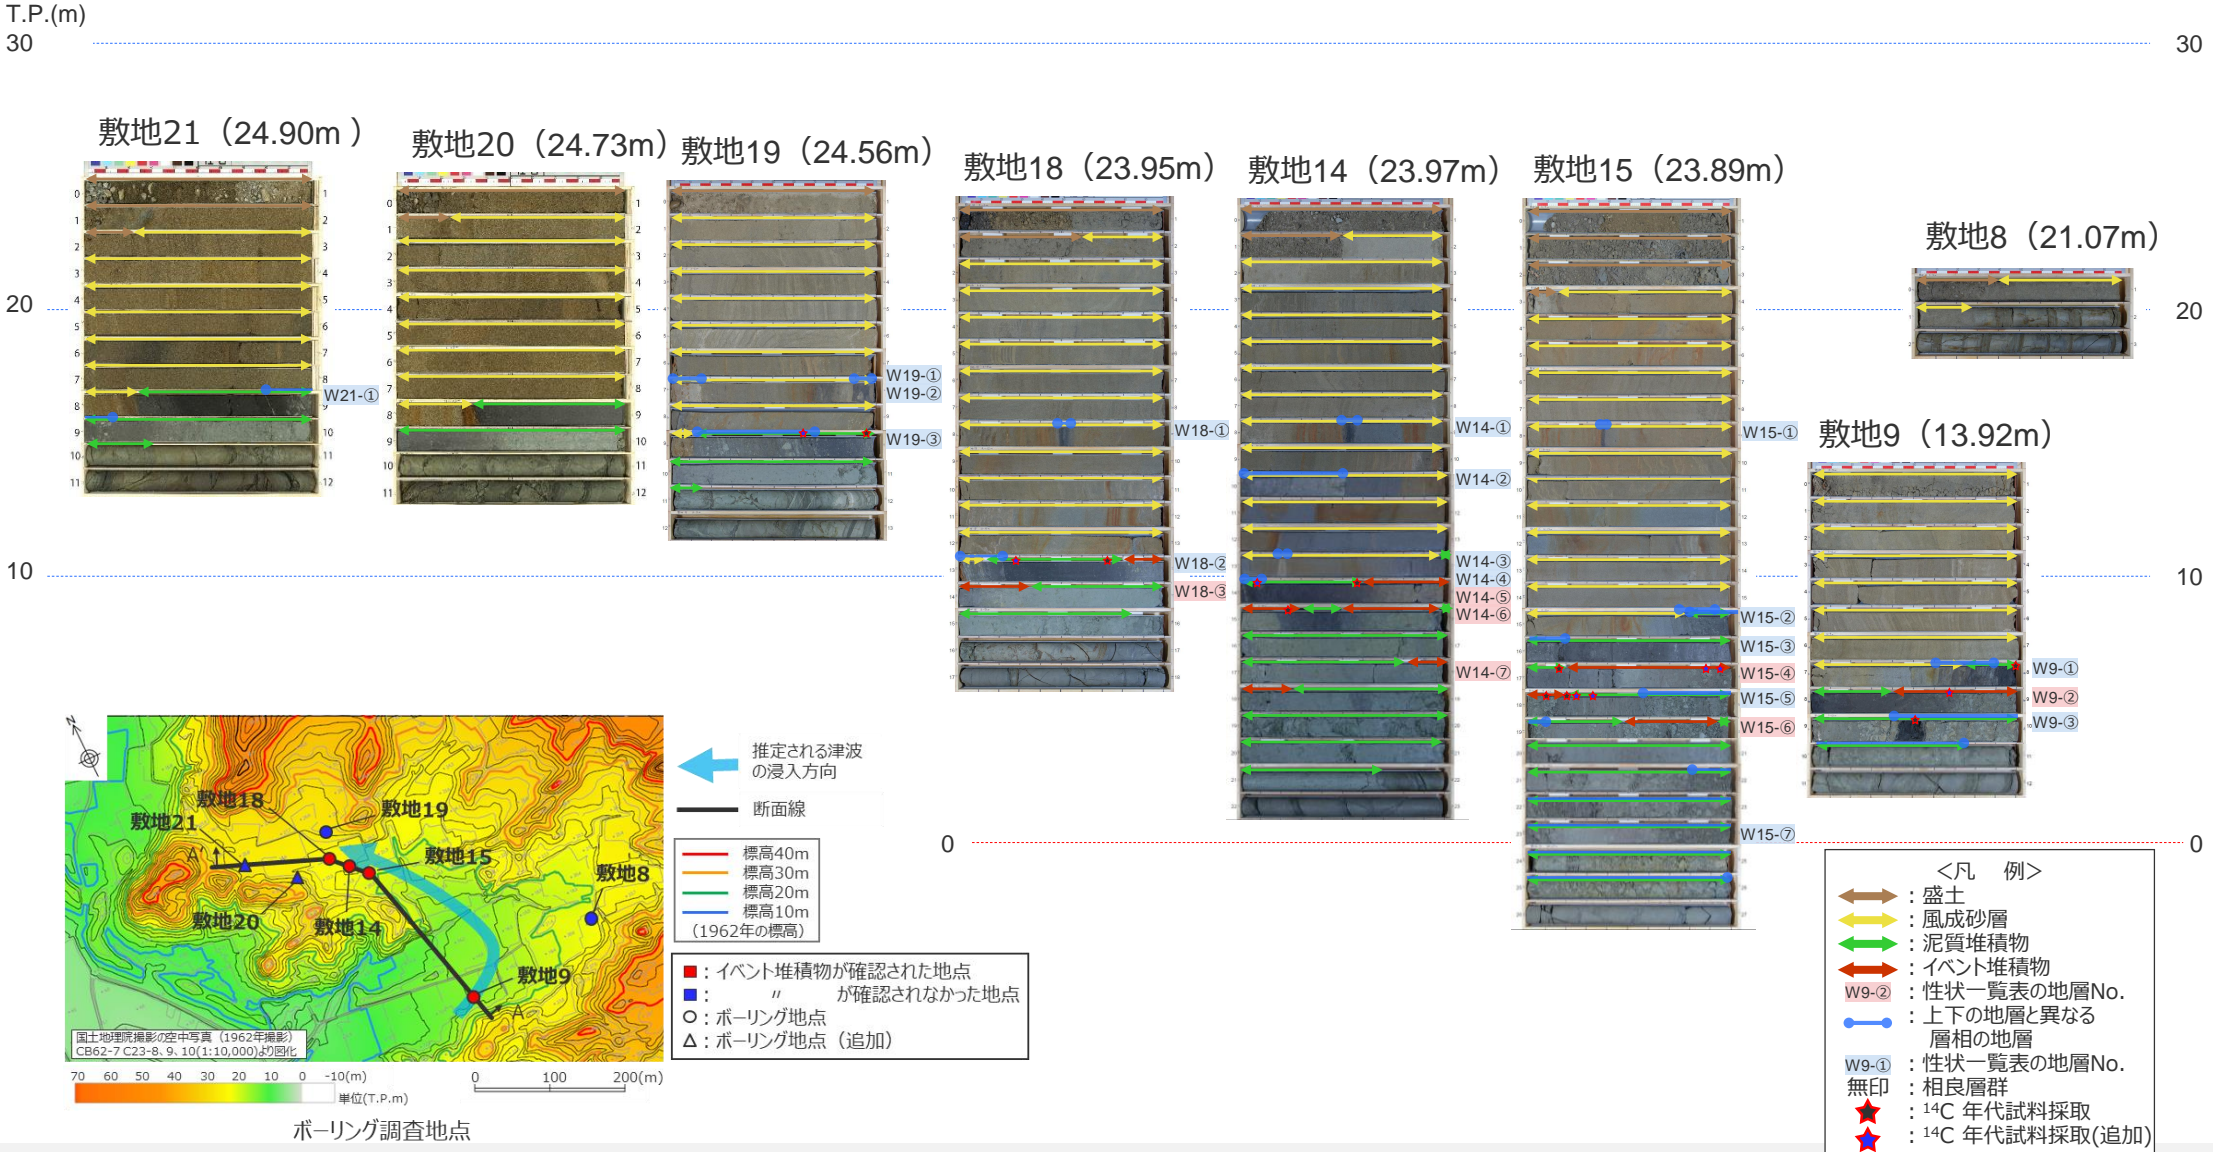 T.P.(m)
30
30
敷地21（24.90m ）
敷地20（24.73m）
敷地19（24.56m）
敷地18（23.95m）
敷地14（23.97m）
敷地15（23.89m）
敷地8（21.07m）
敷地9（13.92m）
20
20
10
10
0
0
W21-①
W19-①
W19-②
W19-③
W18-①
W18-②
W18-③
W14-①
W14-②
W14-③
W14-④
W14-⑤
W14-⑥
W14-⑦
W15-①
W15-②
W15-③
W15-④
W15-⑤
W15-⑥
W15-⑦
W9-①
W9-②
W9-③
N
敷地18
敷地19
敷地21
敷地15
敷地8
敷地20
敷地14
敷地9
A'
A
国土地理院撮影の空中写真（1962年撮影）
CB62-7 C23-8、9、10(1:10,000)より図化
70 60 50 40 30 20 10 0 -10(m)
単位(T.P.m)
0 100 200(m)
ボーリング調査地点
推定される津波
の浸入方向
断面線
標高40m
標高30m
標高20m
標高10m
（1962年の標高）
：イベント堆積物が確認された地点
： 〃 が確認されなかった地点
：ボーリング地点
：ボーリング地点（追加）
＜凡 例＞
：盛土
：風成砂層
：泥質堆積物
：イベント堆積物
W9-② ：性状一覧表の地層No.
：上下の地層と異なる
層相の地層
W9-① ：性状一覧表の地層No.
無印 ：相良層群
：14C 年代試料採取
：14C 年代試料採取(追加)